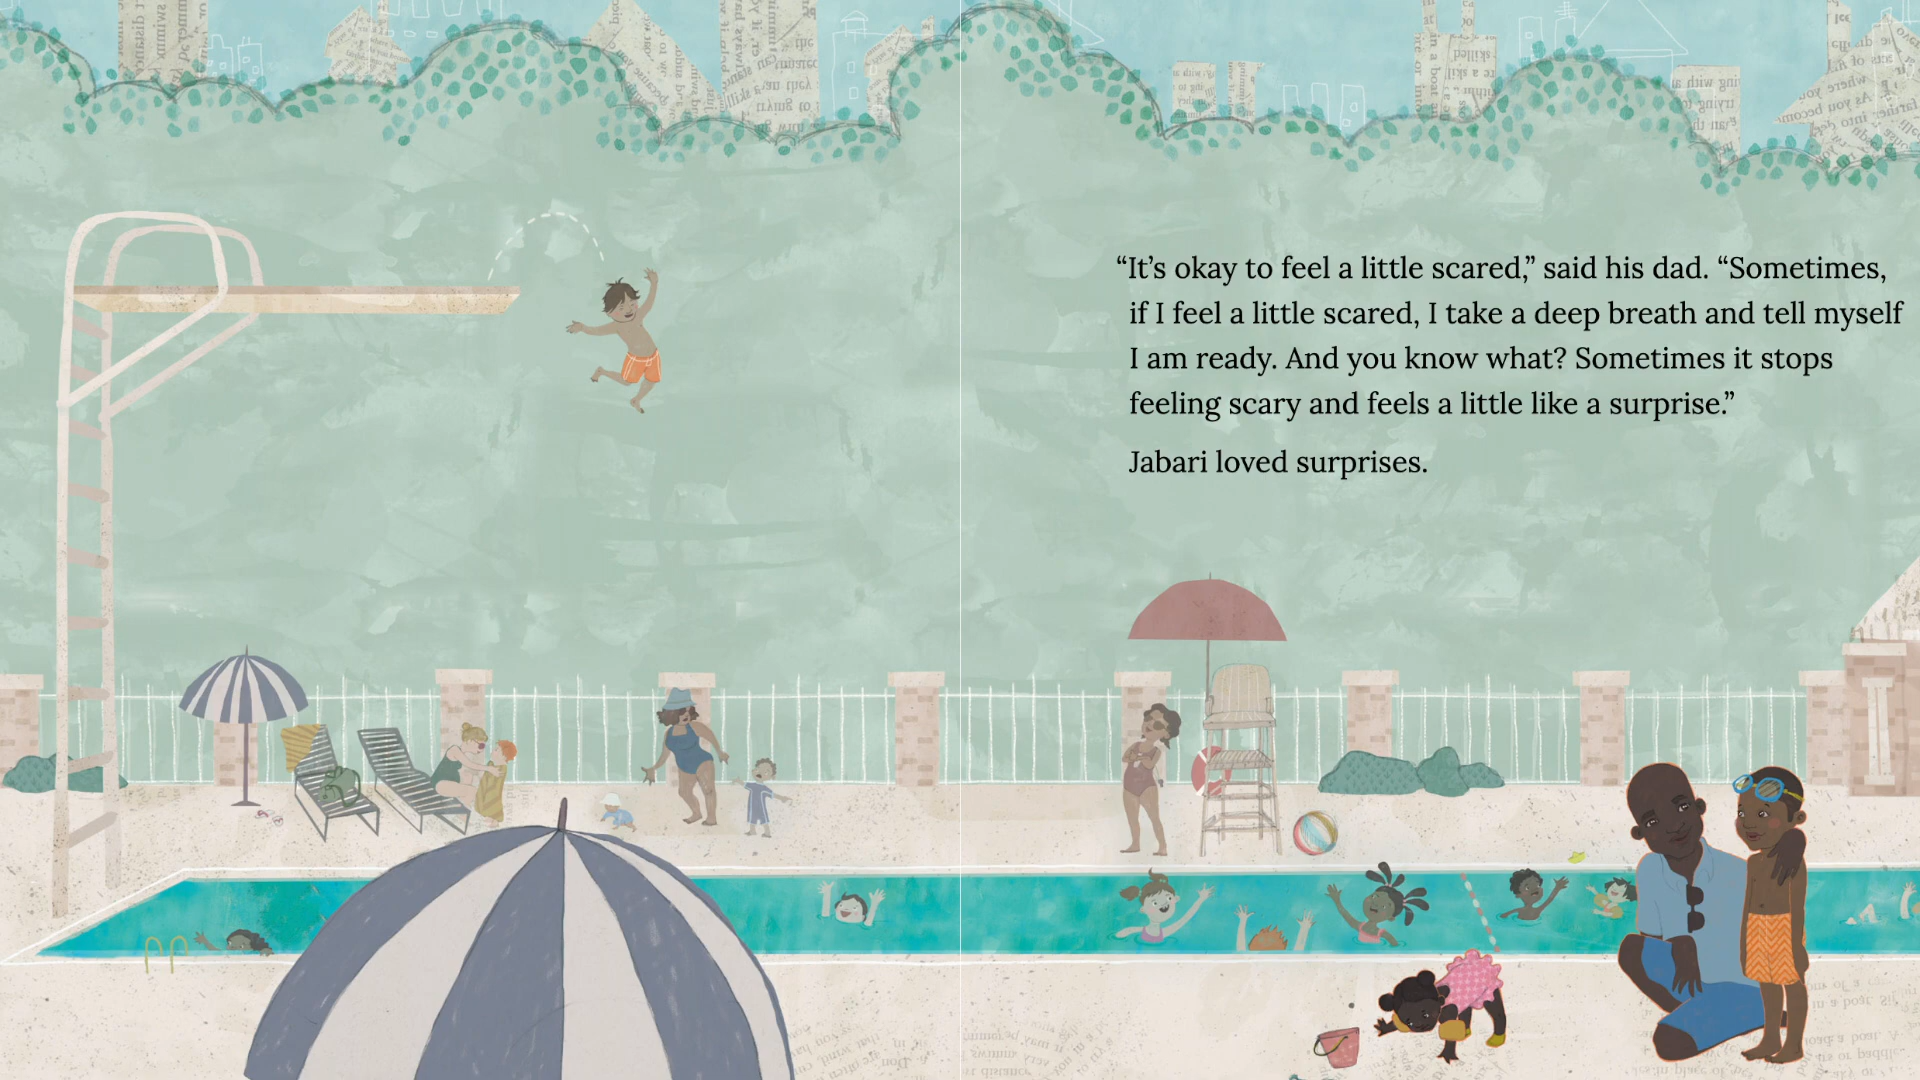 “It’s okay to feel a little scared,” said his dad. “Sometimes,
if I feel a little scared, I take a deep breath and tell myself
I am ready. And you know what? Sometimes it stops
feeling scary and feels a little like a surprise.”
Jabari loved surprises.